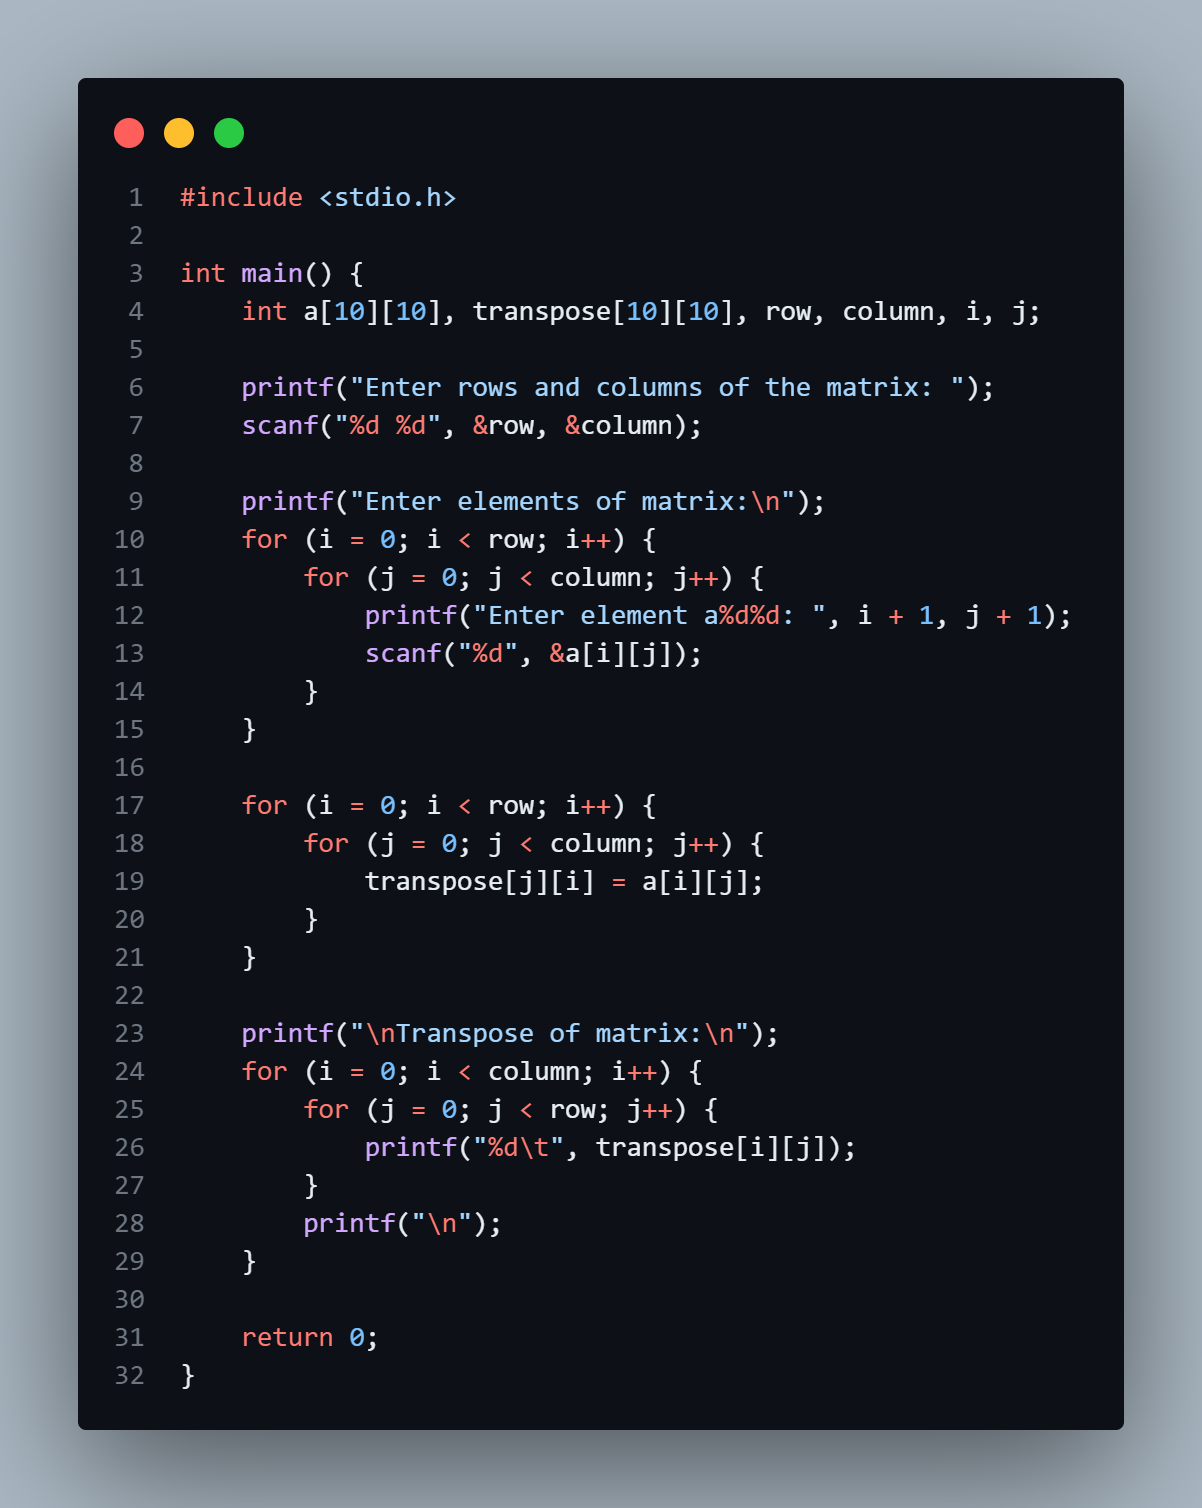 1 #include <stdio.h>
2
3 int main() {
4     int a[10][10], transpose[10][10], row, column, i, j;
5
6     printf("Enter rows and columns of the matrix: ");
7     scanf("%d %d", &row, &column);
8
9     printf("Enter elements of matrix:\n");
10     for (i = 0; i < row; i++) {
11         for (j = 0; j < column; j++) {
12             printf("Enter element a%d%d: ", i + 1, j + 1);
13             scanf("%d", &a[i][j]);
14         }
15     }
16
17     for (i = 0; i < row; i++) {
18         for (j = 0; j < column; j++) {
19             transpose[j][i] = a[i][j];
20         }
21     }
22
23     printf("\nTranspose of matrix:\n");
24     for (i = 0; i < column; i++) {
25         for (j = 0; j < row; j++) {
26             printf("%d\t", transpose[i][j]);
27         }
28         printf("\n");
29     }
30
31     return 0;
32 }